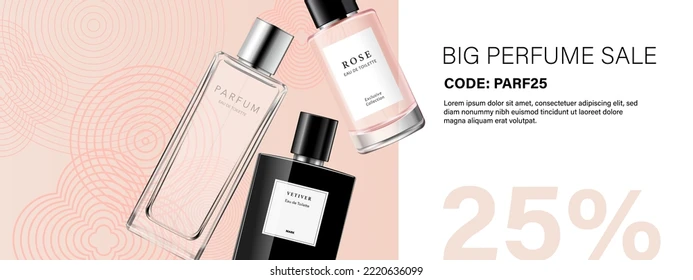 PARFUM
ROSE
EAU DE TOILETTE
Exclusive
Collection
VETIVER
Eau de Toilette
BIG PERFUME SALE
CODE: PARF25
Lorem ipsum dolor sit amet, consectetuer adipiscing elit, sed
diam nonummy nibh euismod tincidunt ut laoreet dolore
magna aliquam erat volutpat.
25%
shutterstock.com · 2220636099